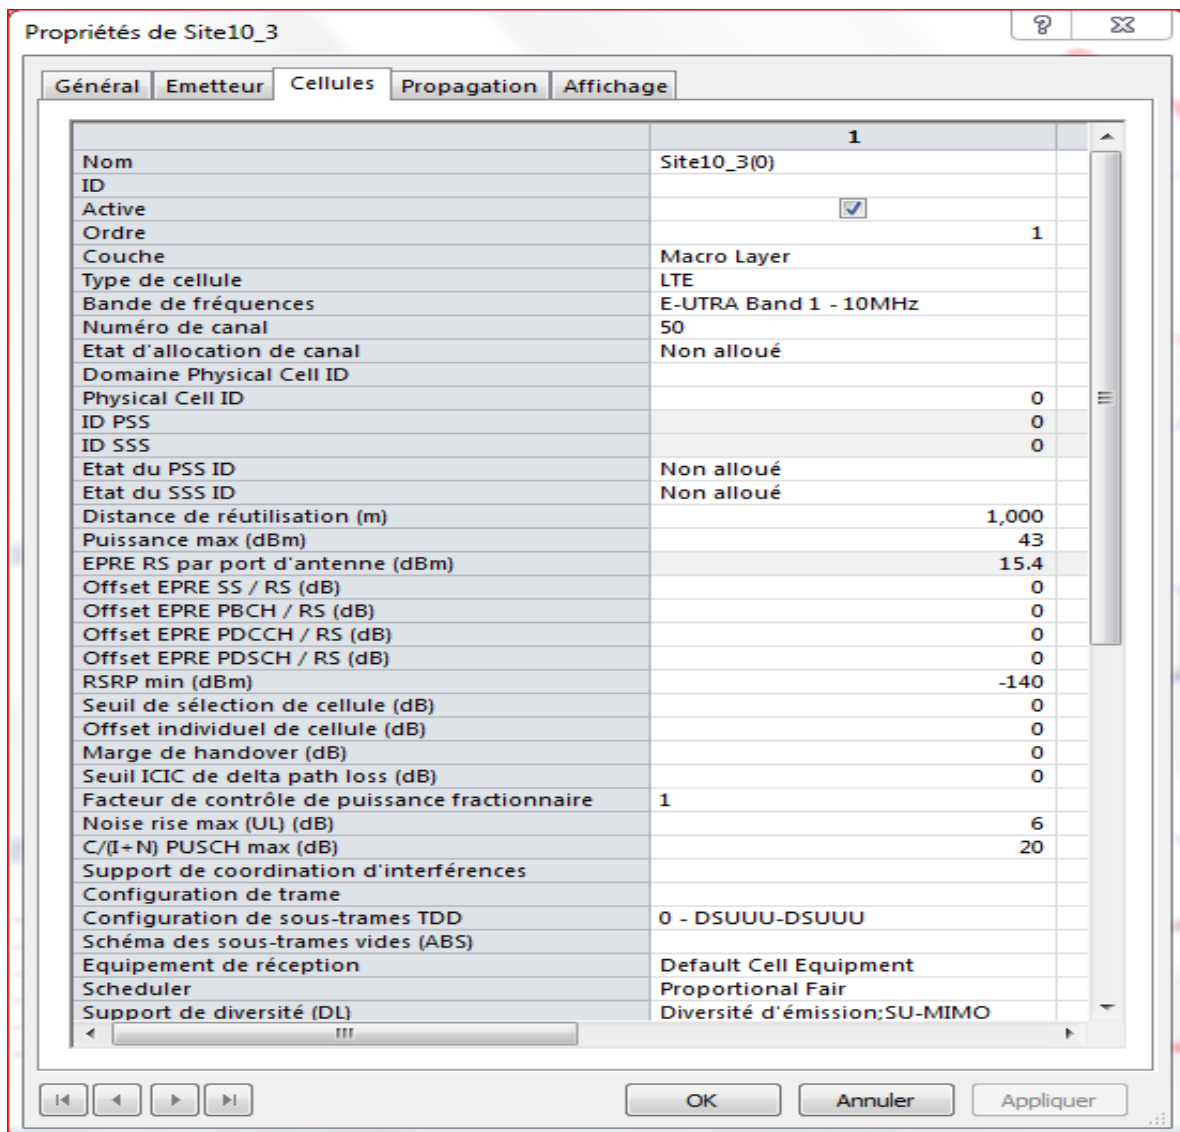 Propriétés de Site10_3
Général Emetteur Cellules Propagation Affichage
1
Nom Site10_3(0)
ID
Active
Ordre 1
Couche Macro Layer
Type de cellule LTE
Bande de fréquences E-UTRA Band 1 - 10MHz
Numéro de canal 50
Etat d'allocation de canal Non alloué
Domaine Physical Cell ID
Physical Cell ID 0
ID PSS 0
ID SSS 0
Etat du PSS ID Non alloué
Etat du SSS ID Non alloué
Distance de réutilisation (m) 1,000
Puissance max (dBm) 43
EPRE RS par port d'antenne (dBm) 15.4
Offset EPRE SS / RS (dB) 0
Offset EPRE PBCH / RS (dB) 0
Offset EPRE PDCCH / RS (dB) 0
Offset EPRE PDSCH / RS (dB) 0
RSRP min (dBm) -140
Seuil de sélection de cellule (dB) 0
Offset individuel de cellule (dB) 0
Marge de handover (dB) 0
Seuil ICIC de delta path loss (dB) 0
Facteur de contrôle de puissance fractionnaire 1
Noise rise max (UL) (dB) 6
C/(I+N) PUSCH max (dB) 20
Support de coordination d'interférences
Configuration de trame
Configuration de sous-trames TDD 0 - DSUUU-DSUUU
Schéma des sous-trames vides (ABS)
Equipement de réception Default Cell Equipment
Scheduler Proportional Fair
Support de diversité (DL) Diversité d'émission;SU-MIMO
OK Annuler Appliquer